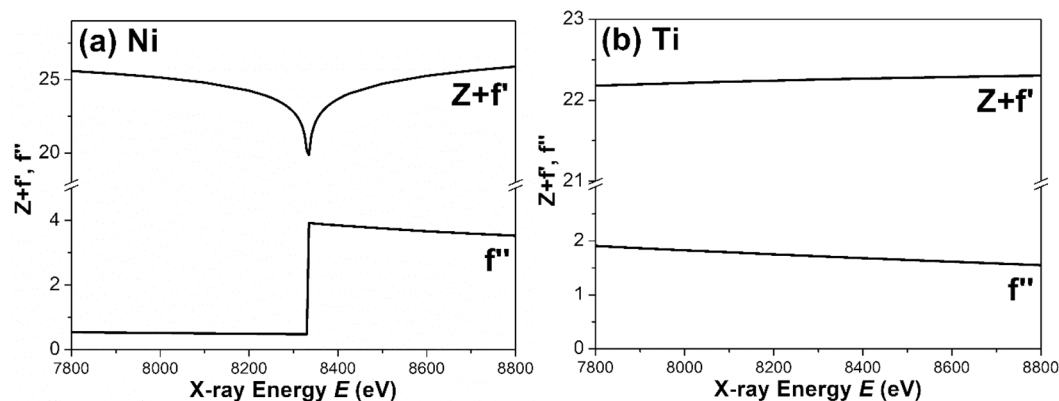 (a) Ni
Z+f', f"
25
20
4
2
0
Z+f'
f"
7800 8000 8200 8400 8600 8800
X-ray Energy E (eV)
(b) Ti
Z+f', f"
23
22
21
2
1
0
Z+f'
f"
7800 8000 8200 8400 8600 8800
X-ray Energy E (eV)